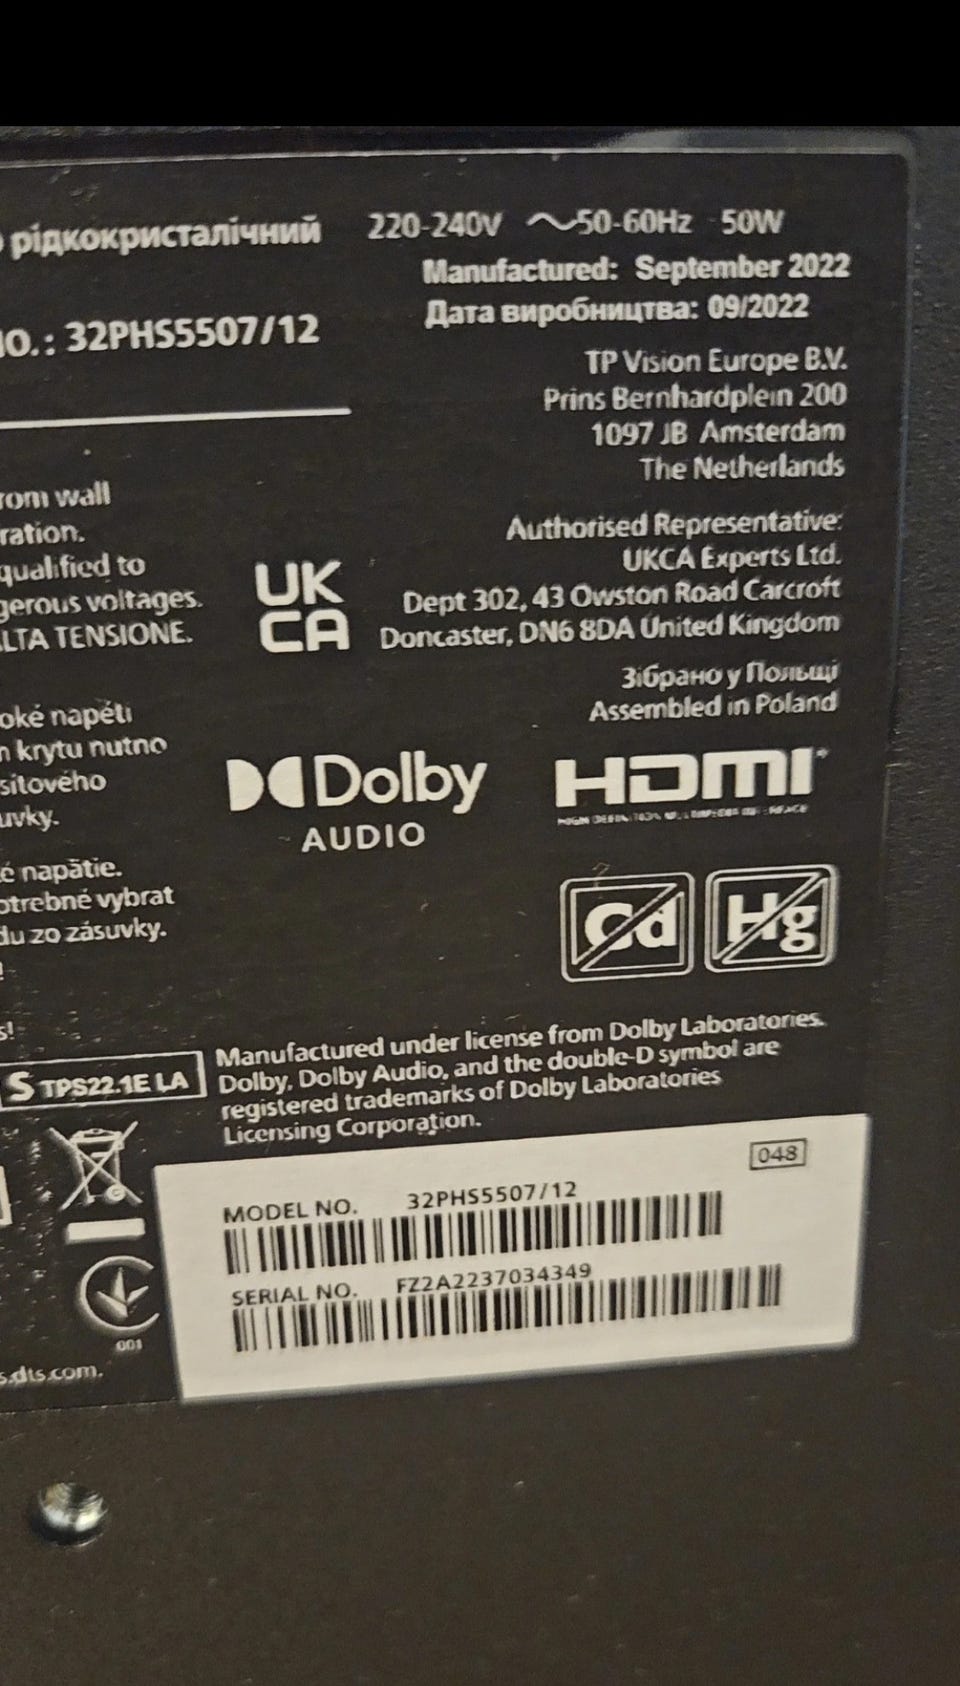 рідкокристалічний
220-240V ~50-60Hz 50W
Manufactured: September 2022
Дата виробництва: 09/2022
O.: 32PHS5507/12
TP Vision Europe B.V.
Prins Bernhardplein 200
1097 JB Amsterdam
The Netherlands
rom wall
ration.
qualified to
gerous voltages.
LTA TENSIONE.
UK
CA
Authorised Representative:
UKCA Experts Ltd.
Dept 302, 43 Owston Road Carcroft
Doncaster, DN6 8DA United Kingdom
Зібрано у Польщі
Assembled in Poland
oké napětí
m krytu nutno
síťového
uvky.
Dolby
AUDIO
HDMI
HIGH DEFINITION MULTIMEDIA INTERFACE
é napätie.
otrebné vybrat
du zo zásuvky.
!
s!
Cd
Hg
Manufactured under license from Dolby Laboratories.
Dolby, Dolby Audio, and the double-D symbol are
registered trademarks of Dolby Laboratories
Licensing Corporation.
S TPS22.1E LA
048
MODEL NO. 32PHS5507/12
SERIAL NO. FZ2A2237034349
001
s.dts.com.